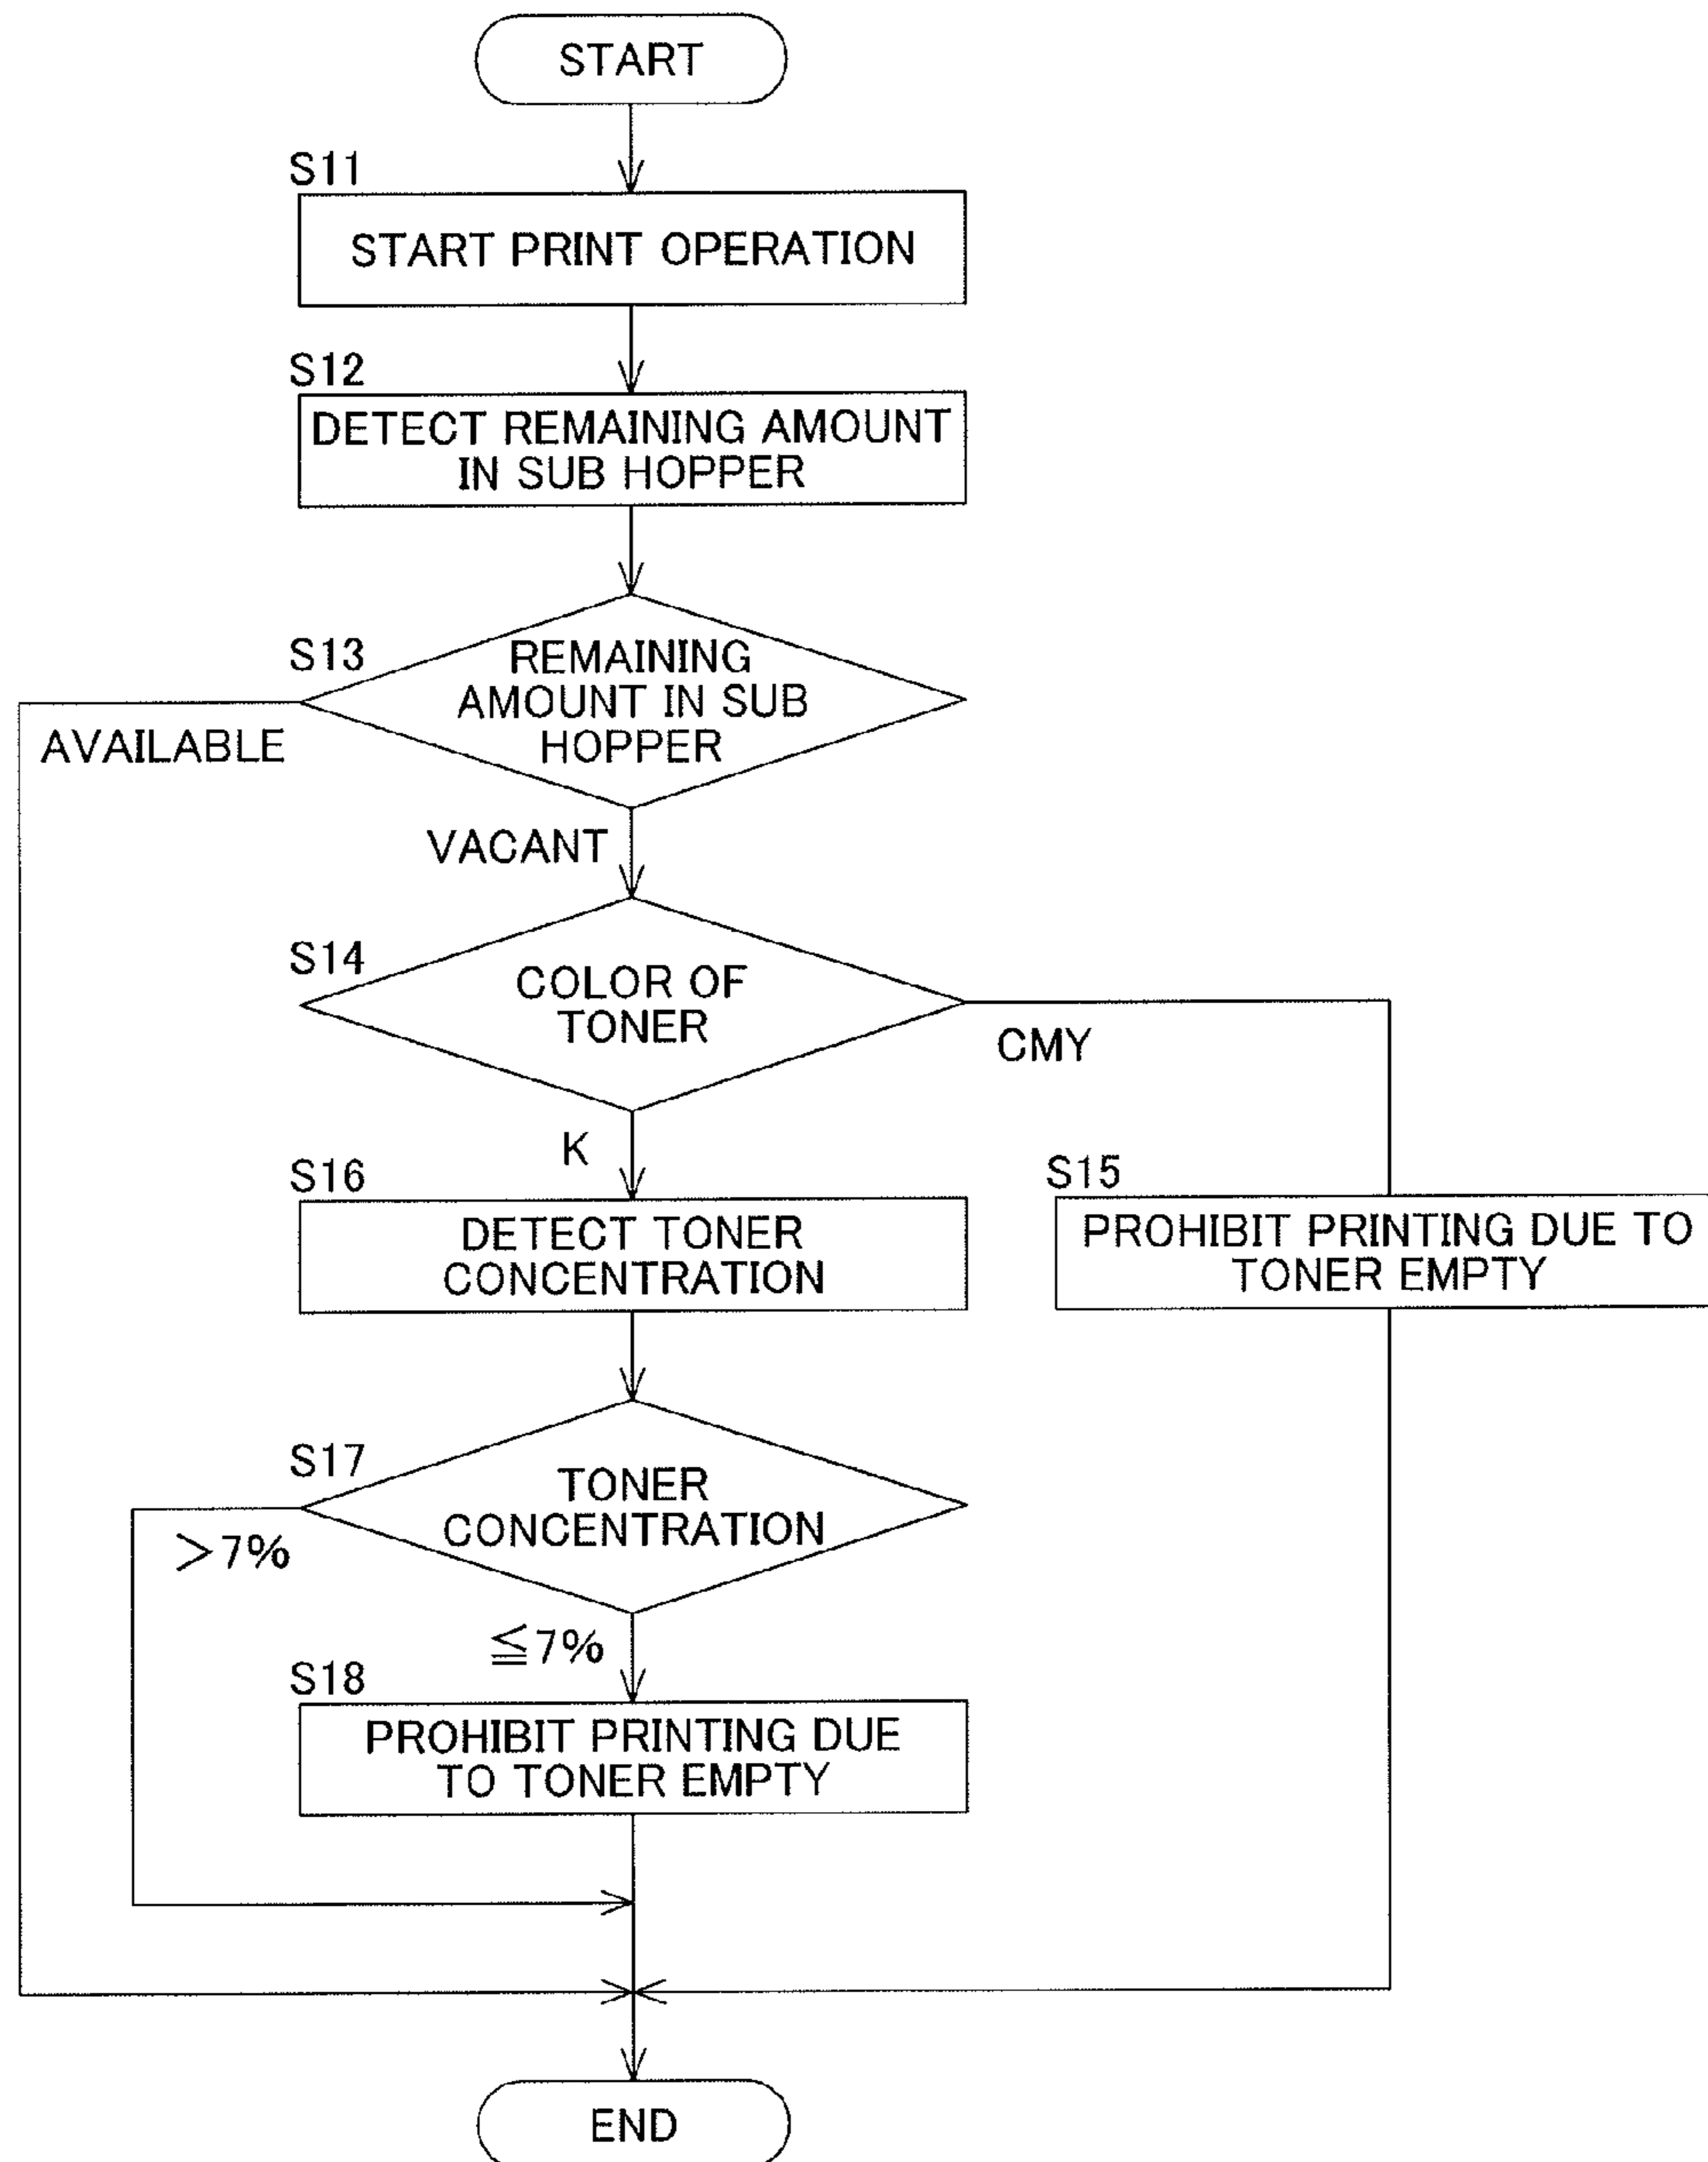 START
S11
START PRINT OPERATION
S12
DETECT REMAINING AMOUNT
IN SUB HOPPER
S13
REMAINING
AMOUNT IN SUB
HOPPER
AVAILABLE
VACANT
S14
COLOR OF
TONER
CMY
K
S16
DETECT TONER
CONCENTRATION
S15
PROHIBIT PRINTING DUE TO
TONER EMPTY
S17
TONER
CONCENTRATION
>7%
≦7%
S18
PROHIBIT PRINTING DUE
TO TONER EMPTY
END